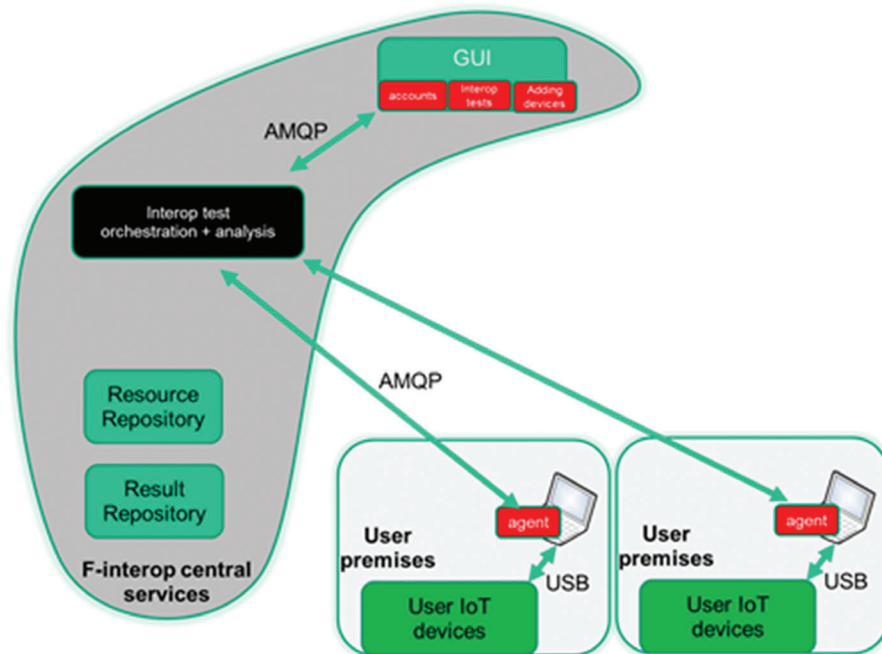 GUI
accounts
Interop
tests
Adding
devices
AMQP
Interop test
orchestration + analysis
AMQP
Resource
Repository
Result
Repository
F-interop central
services
agent
User
premises
USB
User IoT
devices
agent
User
premises
USB
User IoT
devices